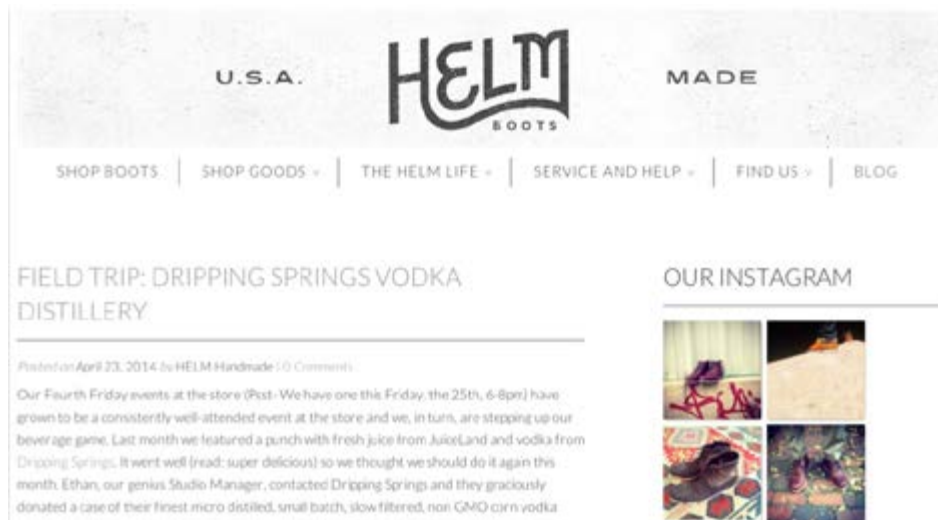 U.S.A. HELM MADE
BOOTS
SHOP BOOTS SHOP GOODS THE HELM LIFE SERVICE AND HELP FIND US BLOG
FIELD TRIP: DRIPPING SPRINGS VODKA
DISTILLERY
OUR INSTAGRAM
Posted on April 23, 2014 by HELM Handmade | 0 Comments
Our Fourth Friday events at the store (Psst- We have one this Friday, the 25th, 6-8pm) have
grown to be a consistently well-attended event at the store and we, in turn, are stepping up our
beverage game. Last month we featured a punch with fresh juice from JuiceLand and vodka from
Dripping Springs. It went well (read: super delicious) so we thought we should do it again this
month. Ethan, our genius Studio Manager, contacted Dripping Springs and they graciously
donated a case of their finest micro distilled, small batch, slow filtered, non GMO corn vodka